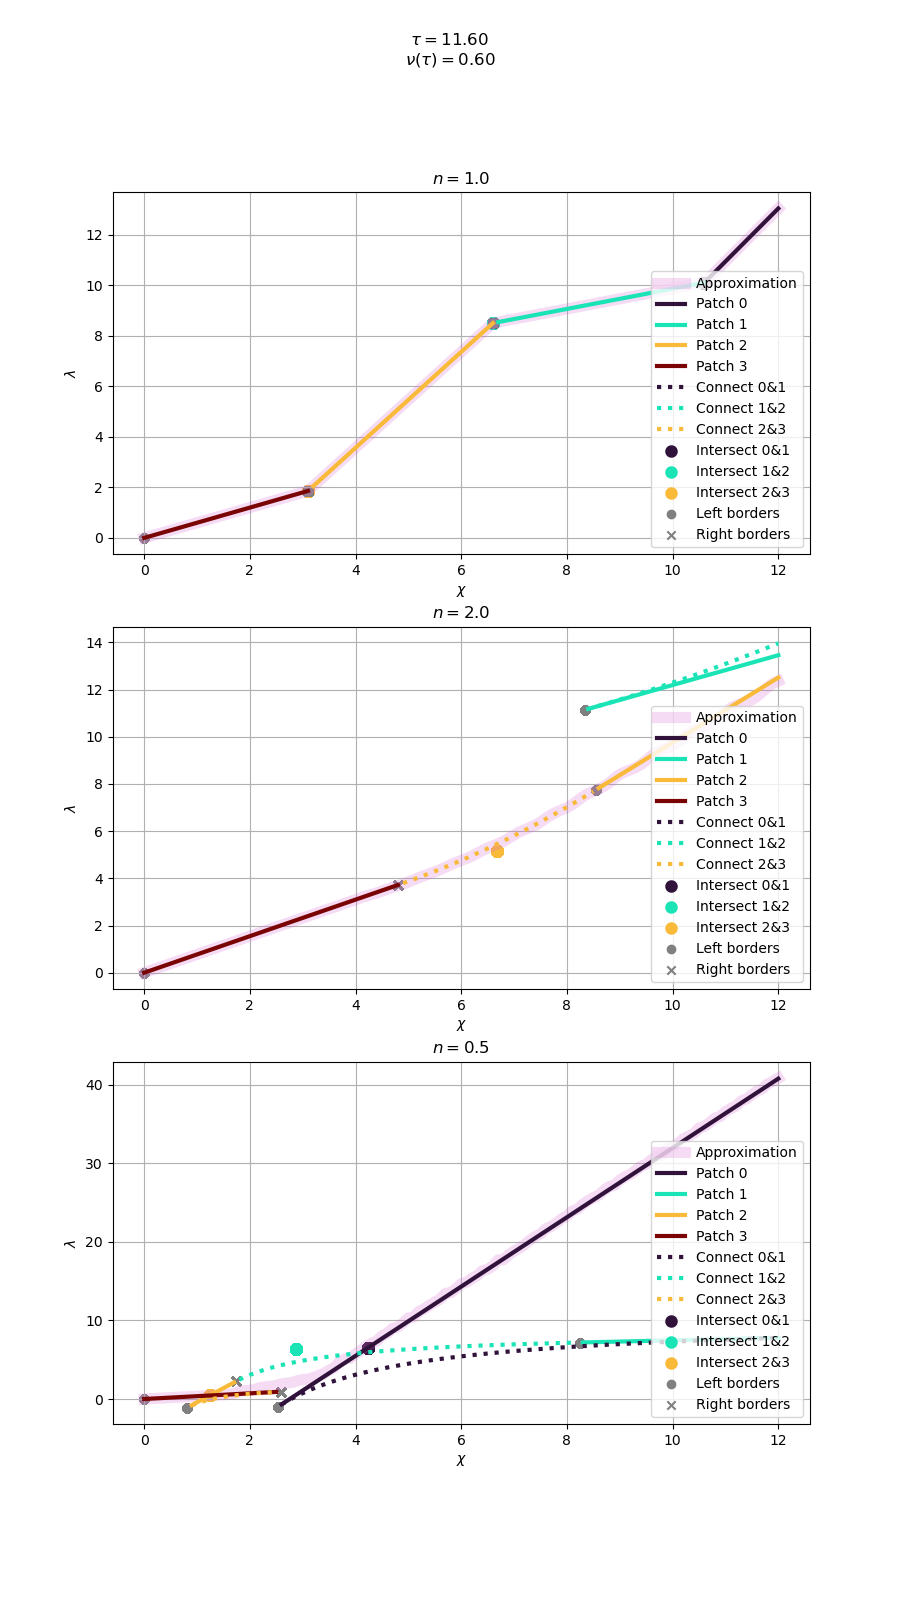 τ = 11.60
ν(τ) = 0.60
n = 1.0
12
10
8
6
4
2
0
λ
0 2 4 6 8 10 12
χ
Approximation
Patch 0
Patch 1
Patch 2
Patch 3
Connect 0&1
Connect 1&2
Connect 2&3
Intersect 0&1
Intersect 1&2
Intersect 2&3
Left borders
Right borders
n = 2.0
14
12
10
8
6
4
2
0
λ
0 2 4 6 8 10 12
χ
Approximation
Patch 0
Patch 1
Patch 2
Patch 3
Connect 0&1
Connect 1&2
Connect 2&3
Intersect 0&1
Intersect 1&2
Intersect 2&3
Left borders
Right borders
n = 0.5
40
30
20
10
0
λ
0 2 4 6 8 10 12
χ
Approximation
Patch 0
Patch 1
Patch 2
Patch 3
Connect 0&1
Connect 1&2
Connect 2&3
Intersect 0&1
Intersect 1&2
Intersect 2&3
Left borders
Right borders